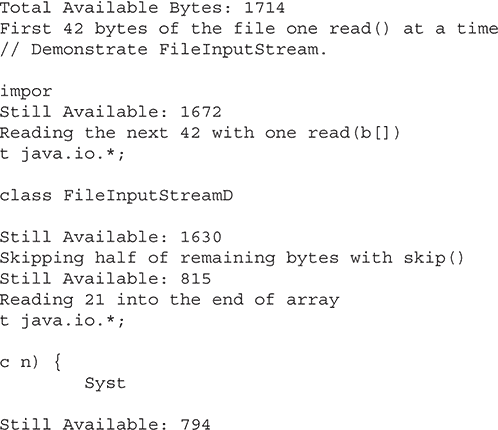 Total Available Bytes: 1714
First 42 bytes of the file one read() at a time
// Demonstrate FileInputStream.

impor
Still Available: 1672
Reading the next 42 with one read(b[])
t java.io.*;

class FileInputStreamD

Still Available: 1630
Skipping half of remaining bytes with skip()
Still Available: 815
Reading 21 into the end of array
t java.io.*;

c n) {
        Syst

Still Available: 794